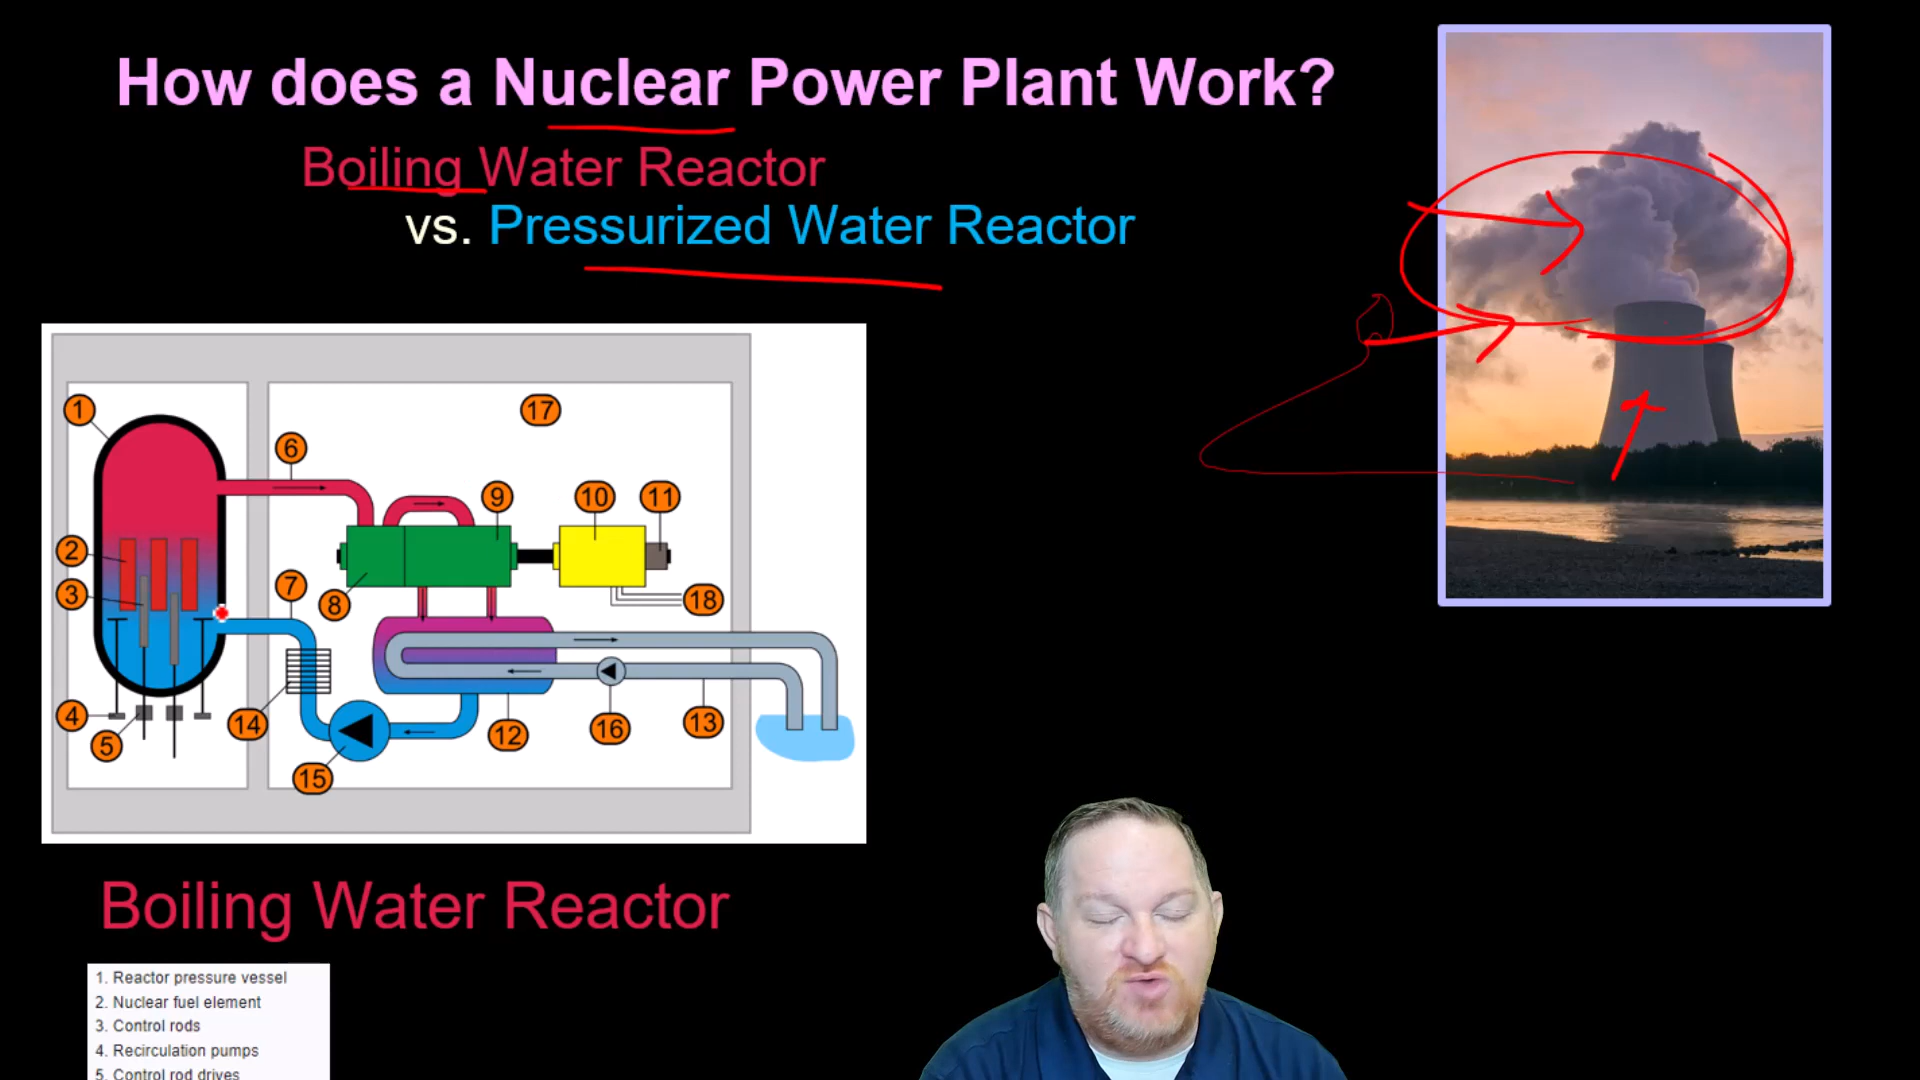 How does a Nuclear Power Plant Work?
Boiling Water Reactor
vs. Pressurized Water Reactor
1
17
6
9
10
11
2
3
7
8
18
4
5
14
12
16
13
15
Boiling Water Reactor
1. Reactor pressure vessel
2. Nuclear fuel element
3. Control rods
4. Recirculation pumps
5. Control rod drives